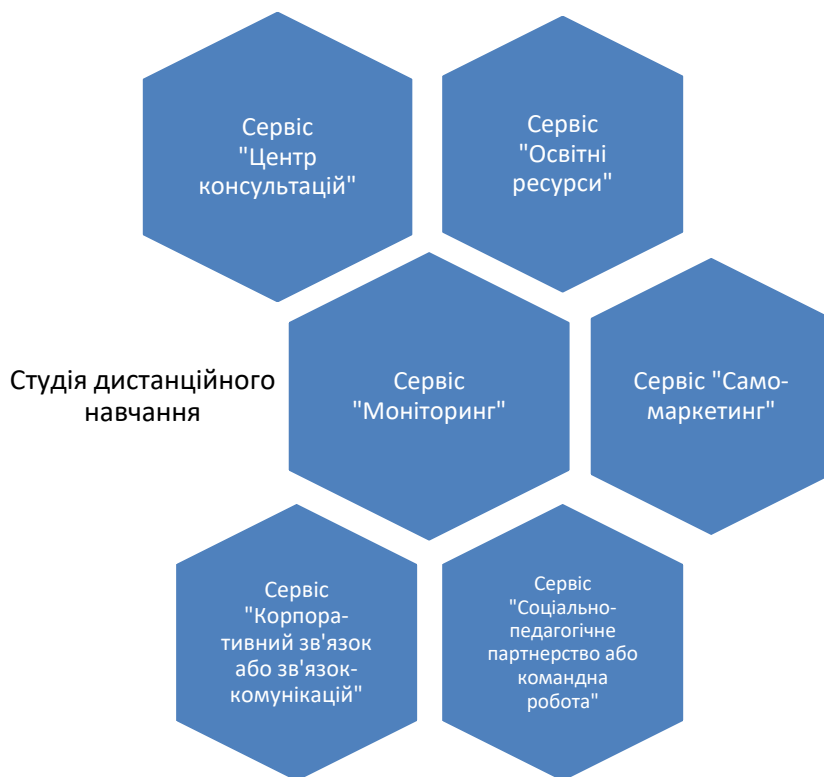 Сервіс
"Центр
консультацій"
Сервіс
"Освітні
ресурси"
Студія дистанційного
навчання
Сервіс
"Моніторинг"
Сервіс "Само-
маркетинг"
Сервіс
"Корпора-
тивний зв'язок
або зв'язок-
комунікацій"
Сервіс
"Соціально-
педагогічне
партнерство або
командна
робота"